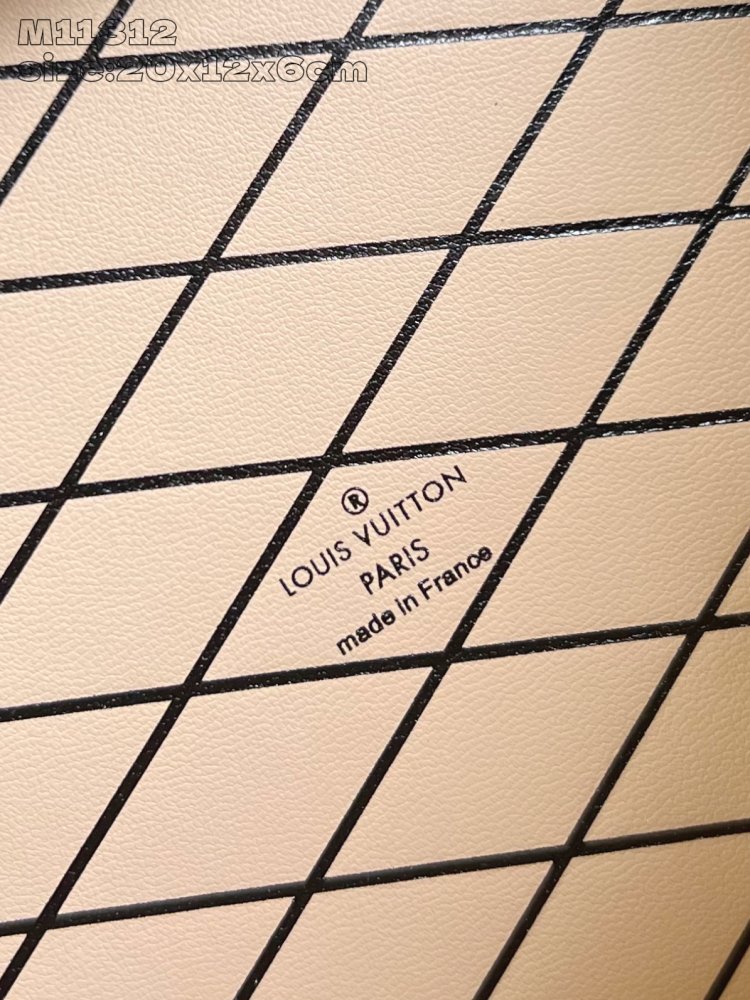 M11312
size:20x12x6cm
®
LOUIS VUITTON
PARIS
made in France